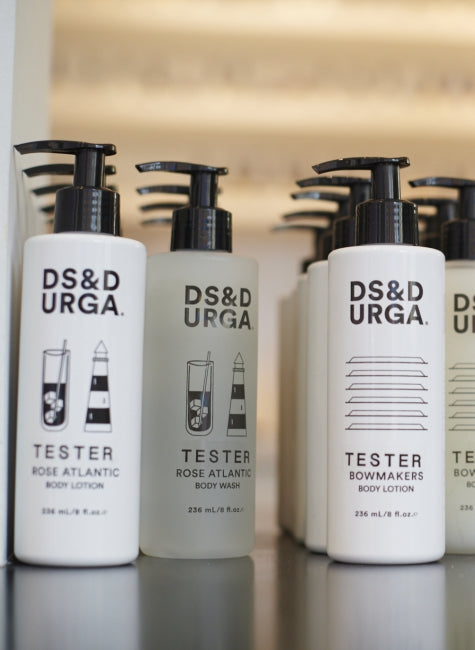 DS&D
URGA.
TESTER
ROSE ATLANTIC
BODY LOTION
236 mL/8 fl.oz.
DS&D
URGA.
TESTER
ROSE ATLANTIC
BODY WASH
236 mL/8 fl.oz.
DS&D
URGA.
TESTER
BOWMAKERS
BODY LOTION
236 mL/8 fl.oz.